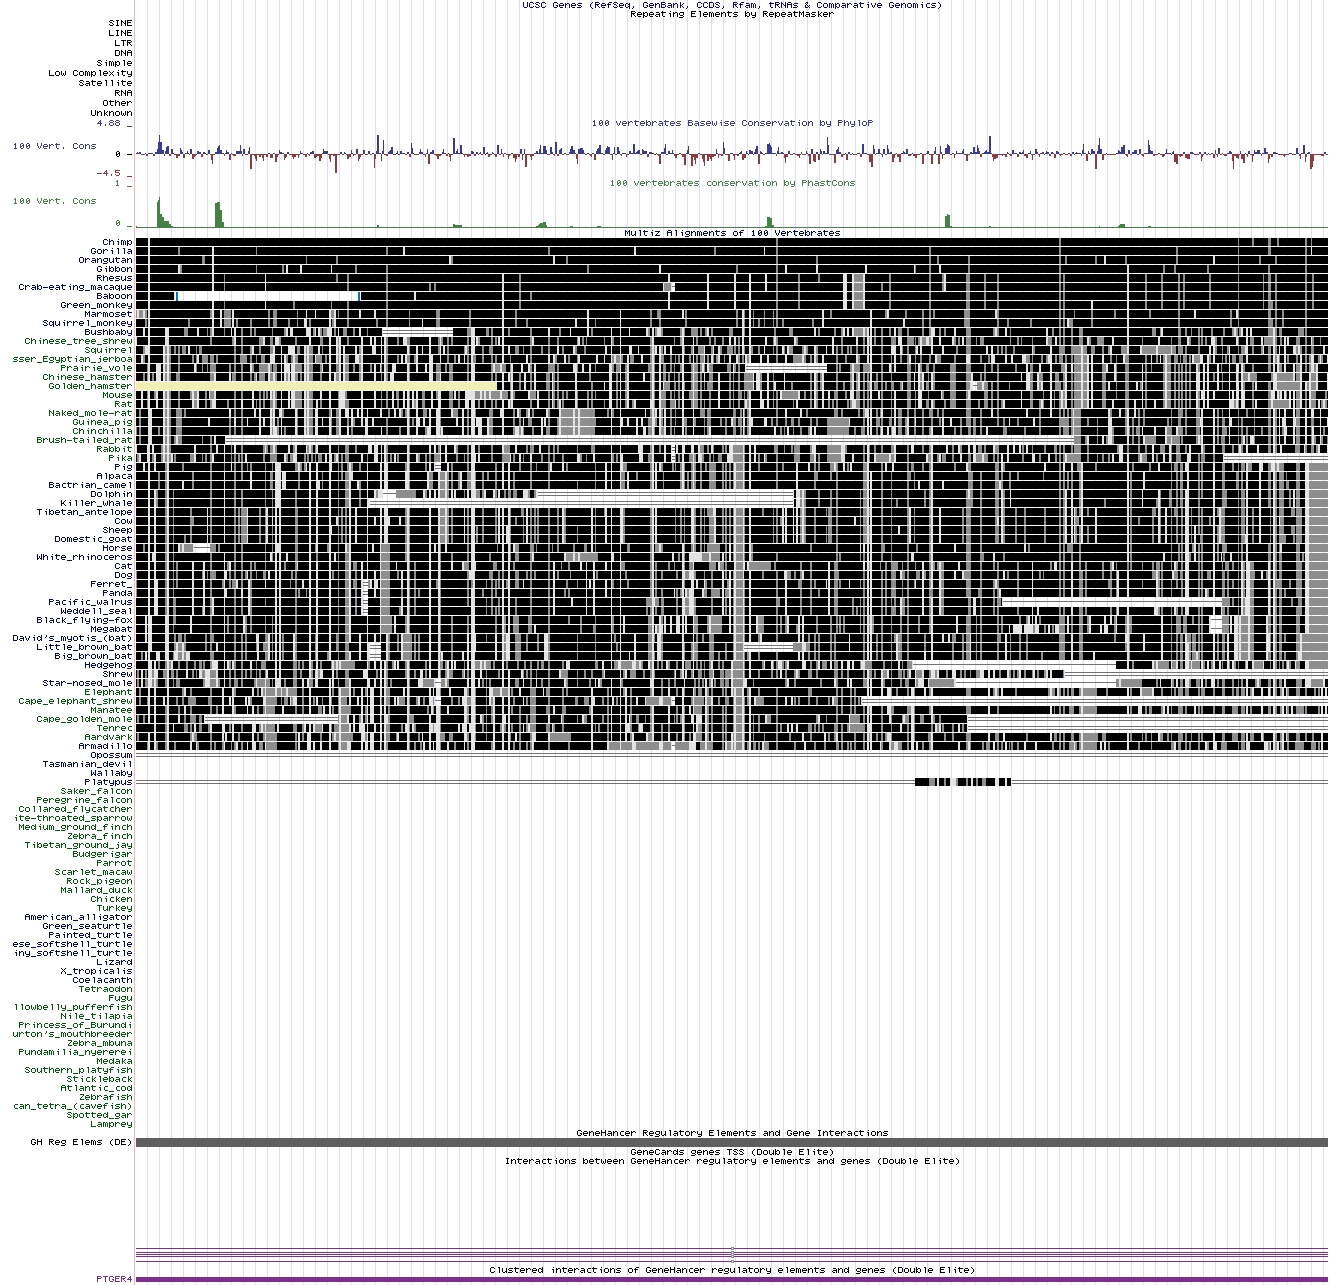 UCSC Genes (RefSeq, GenBank, CCDS, Rfam, tRNAs & Comparative Genomics)
Repeating Elements by RepeatMasker
SINE
LINE
LTR
DNA
Simple
Low Complexity
Satellite
RNA
Other
Unknown
100 vertebrates Basewise Conservation by PhyloP
4.88 _
100 Vert. Cons
0 _
-4.5 _
100 vertebrates conservation by PhastCons
1 _
100 Vert. Cons
0 _
Multiz Alignments of 100 Vertebrates
Chimp
Gorilla
Orangutan
Gibbon
Rhesus
Crab-eating_macaque
Baboon
Green_monkey
Marmoset
Squirrel_monkey
Bushbaby
Chinese_tree_shrew
Squirrel
sser_Egyptian_jerboa
Prairie_vole
Chinese_hamster
Golden_hamster
Mouse
Rat
Naked_mole-rat
Guinea_pig
Chinchilla
Brush-tailed_rat
Rabbit
Pika
Pig
Alpaca
Bactrian_camel
Dolphin
Killer_whale
Tibetan_antelope
Cow
Sheep
Domestic_goat
Horse
White_rhinoceros
Cat
Dog
Ferret_
Panda
Pacific_walrus
Weddell_seal
Black_flying-fox
Megabat
David's_myotis_(bat)
Little_brown_bat
Big_brown_bat
Hedgehog
Shrew
Star-nosed_mole
Elephant
Cape_elephant_shrew
Manatee
Cape_golden_mole
Tenrec
Aardvark
Armadillo
Opossum
Tasmanian_devil
Wallaby
Platypus
Saker_falcon
Peregrine_falcon
Collared_flycatcher
ite-throated_sparrow
Medium_ground_finch
Zebra_finch
Tibetan_ground_jay
Budgerigar
Parrot
Scarlet_macaw
Rock_pigeon
Mallard_duck
Chicken
Turkey
American_alligator
Green_seaturtle
Painted_turtle
ese_softshell_turtle
iny_softshell_turtle
Lizard
X_tropicalis
Coelacanth
Tetraodon
Fugu
llowbelly_pufferfish
Nile_tilapia
Princess_of_Burundi
urton's_mouthbreeder
Zebra_mbuna
Pundamilia_nyererei
Medaka
Southern_platyfish
Stickleback
Atlantic_cod
Zebrafish
can_tetra_(cavefish)
Spotted_gar
Lamprey
GeneHancer Regulatory Elements and Gene Interactions
GH Reg Elems (DE)
GeneCards genes TSS (Double Elite)
Interactions between GeneHancer regulatory elements and genes (Double Elite)
Clustered interactions of GeneHancer regulatory elements and genes (Double Elite)
PTGER4